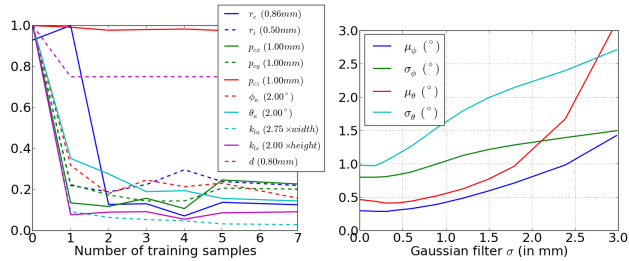 1.0
0.8
0.6
0.4
0.2
0.0
0 1 2 3 4 5 6 7
Number of training samples
r_c (0.86mm)
r_i (0.50mm)
p_cx (1.00mm)
p_cy (1.00mm)
p_cz (1.00mm)
ϕ_κ (2.00°)
θ_κ (2.00°)
k_lu (2.75 ×width)
k_lv (2.00 ×height)
d (0.80mm)
3.0
2.5
2.0
1.5
1.0
0.5
0.0
0.0 0.5 1.0 1.5 2.0 2.5 3.0
Gaussian filter σ (in mm)
μ_ϕ (°)
σ_ϕ (°)
μ_θ (°)
σ_θ (°)